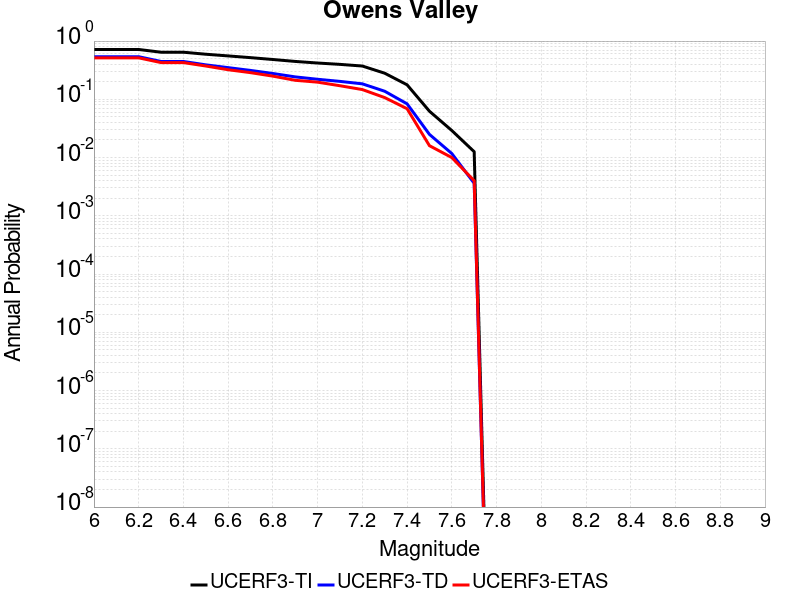 Owens Valley
10^0
10^-1
10^-2
10^-3
10^-4
10^-5
10^-6
10^-7
10^-8
Annual Probability
6 6.2 6.4 6.6 6.8 7 7.2 7.4 7.6 7.8 8 8.2 8.4 8.6 8.8 9
Magnitude
UCERF3-TI UCERF3-TD UCERF3-ETAS